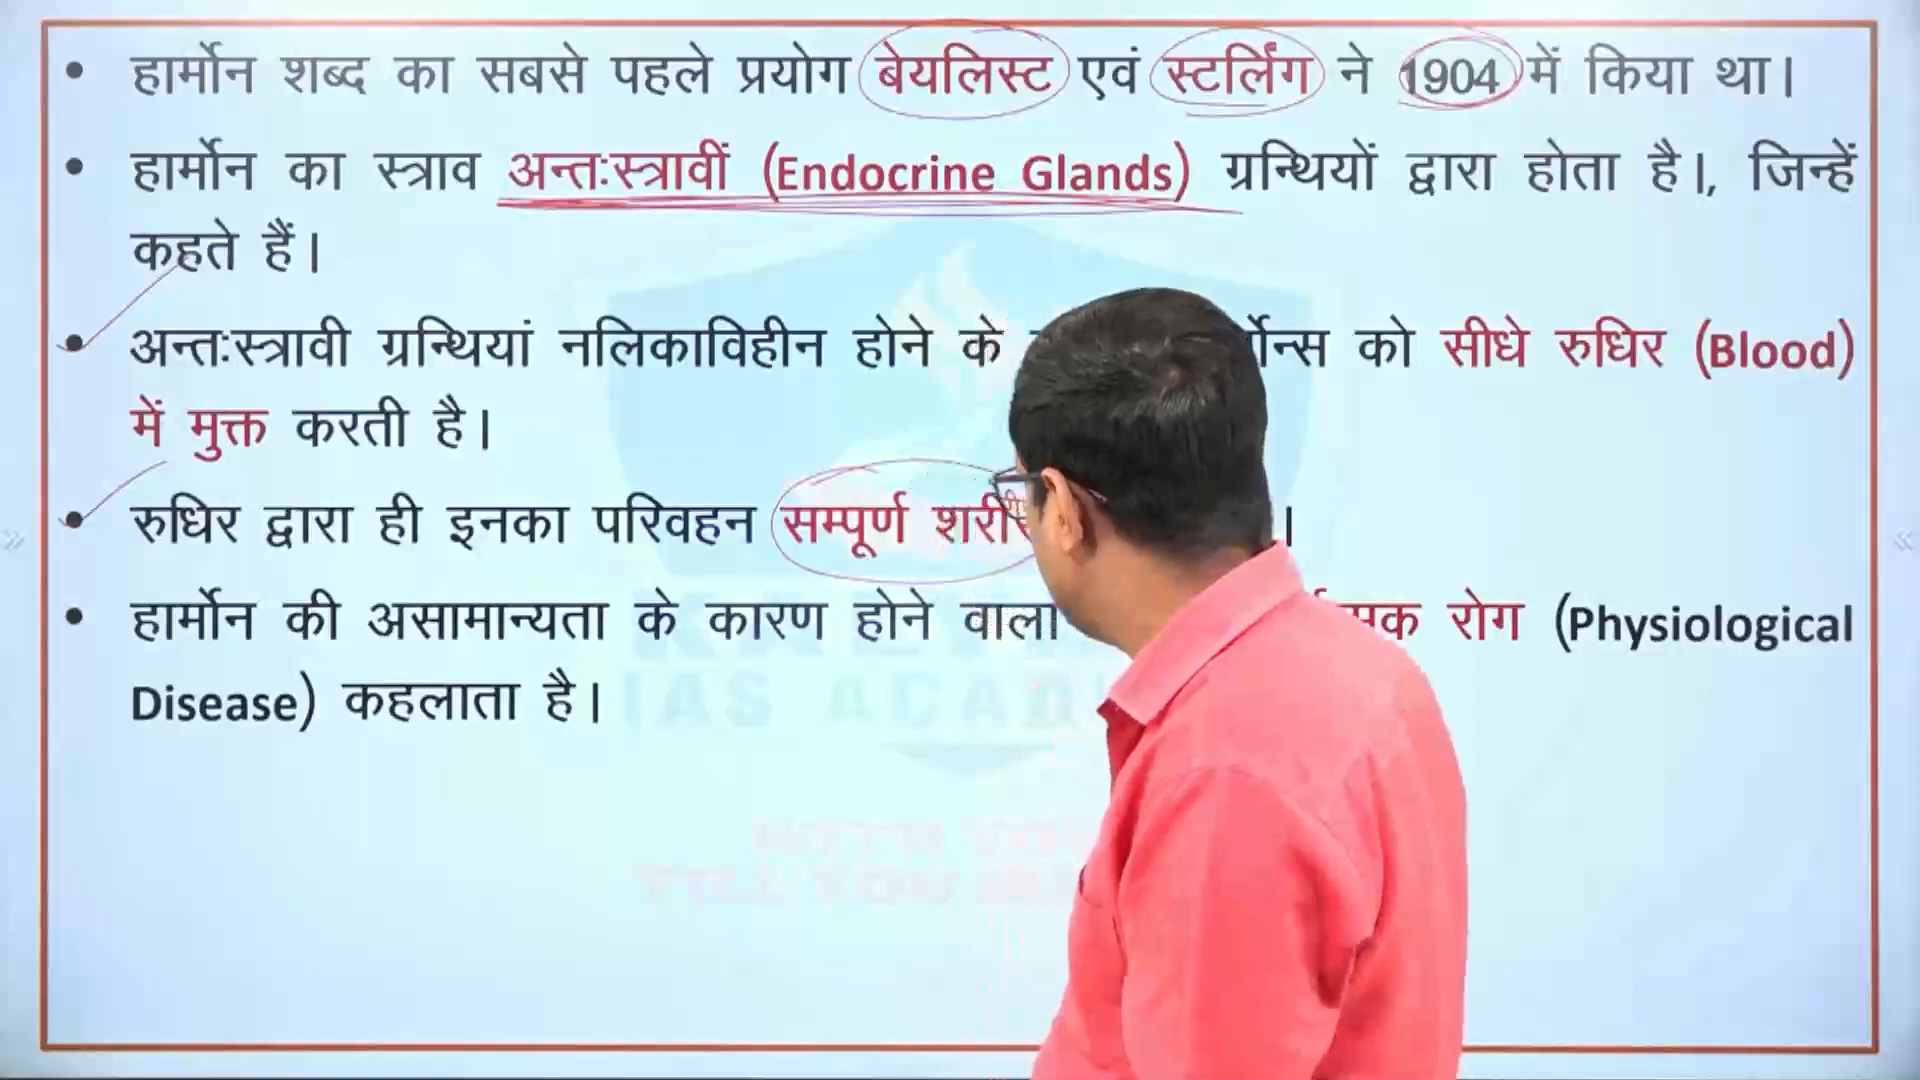 • हार्मोन शब्द का सबसे पहले प्रयोग बेयलिस्ट एवं स्टर्लिंग ने 1904 में किया था।
• हार्मोन का स्त्राव अन्तःस्त्रावीं (Endocrine Glands) ग्रन्थियों द्वारा होता है।, जिन्हें
कहते हैं।
• अन्तःस्त्रावी ग्रन्थियां नलिकाविहीन होने के को सीधे रुधिर (Blood)
में मुक्त करती है।
• रुधिर द्वारा ही इनका परिवहन सम्पूर्ण ।
• हार्मोन की असामान्यता के कारण होने वाला रोग (Physiological
Disease) कहलाता है।